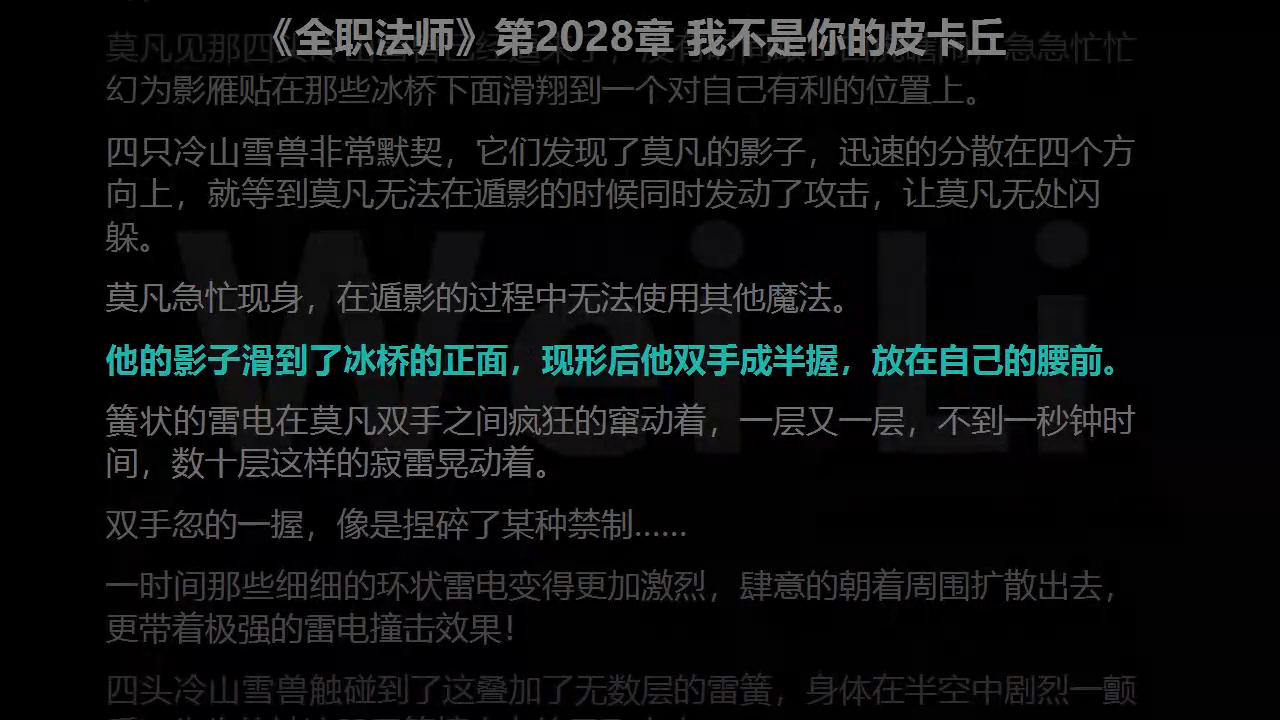 《全职法师》第2028章 我不是你的皮卡丘
幻为影雁贴在那些冰桥下面滑翔到一个对自己有利的位置上。
四只冷山雪兽非常默契，它们发现了莫凡的影子，迅速的分散在四个方
向上，就等到莫凡无法在遁影的时候同时发动了攻击，让莫凡无处闪
躲。
莫凡急忙现身，在遁影的过程中无法使用其他魔法。
他的影子滑到了冰桥的正面，现形后他双手成半握，放在自己的腰前。
簧状的雷电在莫凡双手之间疯狂的窜动着，一层又一层，不到一秒钟时
间，数十层这样的寂雷晃动着。
双手忽的一握，像是捏碎了某种禁制……
一时间那些细细的环状雷电变得更加激烈，肆意的朝着周围扩散出去，
更带着极强的雷电撞击效果！
四头冷山雪兽触碰到了这叠加了无数层的雷簧，身体在半空中剧烈一颤
Wei Li